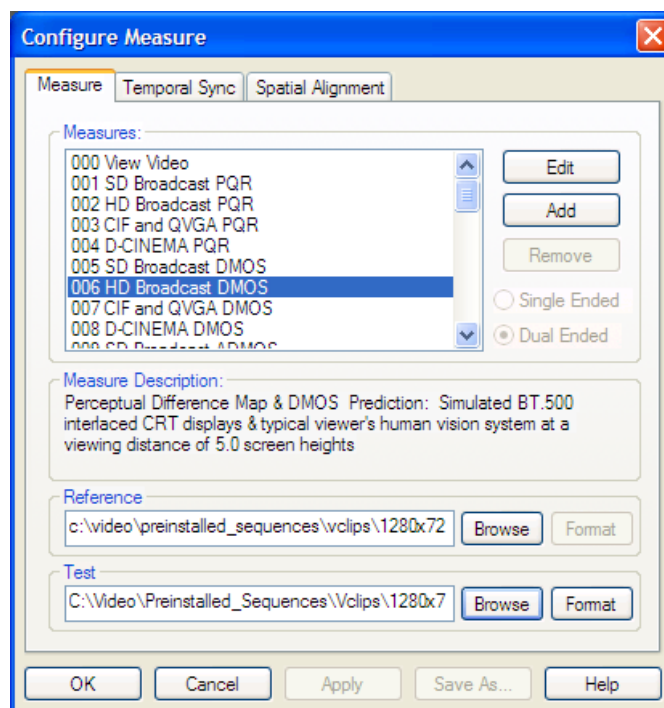 Configure Measure
Measure
Temporal Sync
Spatial Alignment
Measures:
000 View Video
001 SD Broadcast PQR
002 HD Broadcast PQR
003 CIF and QVGA PQR
004 D-CINEMA PQR
005 SD Broadcast DMOS
006 HD Broadcast DMOS
007 CIF and QVGA DMOS
008 D-CINEMA DMOS
009 SD Broadcast ADMOS
Edit
Add
Remove
Single Ended
Dual Ended
Measure Description:
Perceptual Difference Map & DMOS Prediction: Simulated BT.500
interlaced CRT displays & typical viewer's human vision system at a
viewing distance of 5.0 screen heights
Reference
c:\video\preinstalled_sequences\vclips\1280x72
Browse
Format
Test
C:\Video\Preinstalled_Sequences\Vclips\1280x7
Browse
Format
OK
Cancel
Apply
Save As...
Help